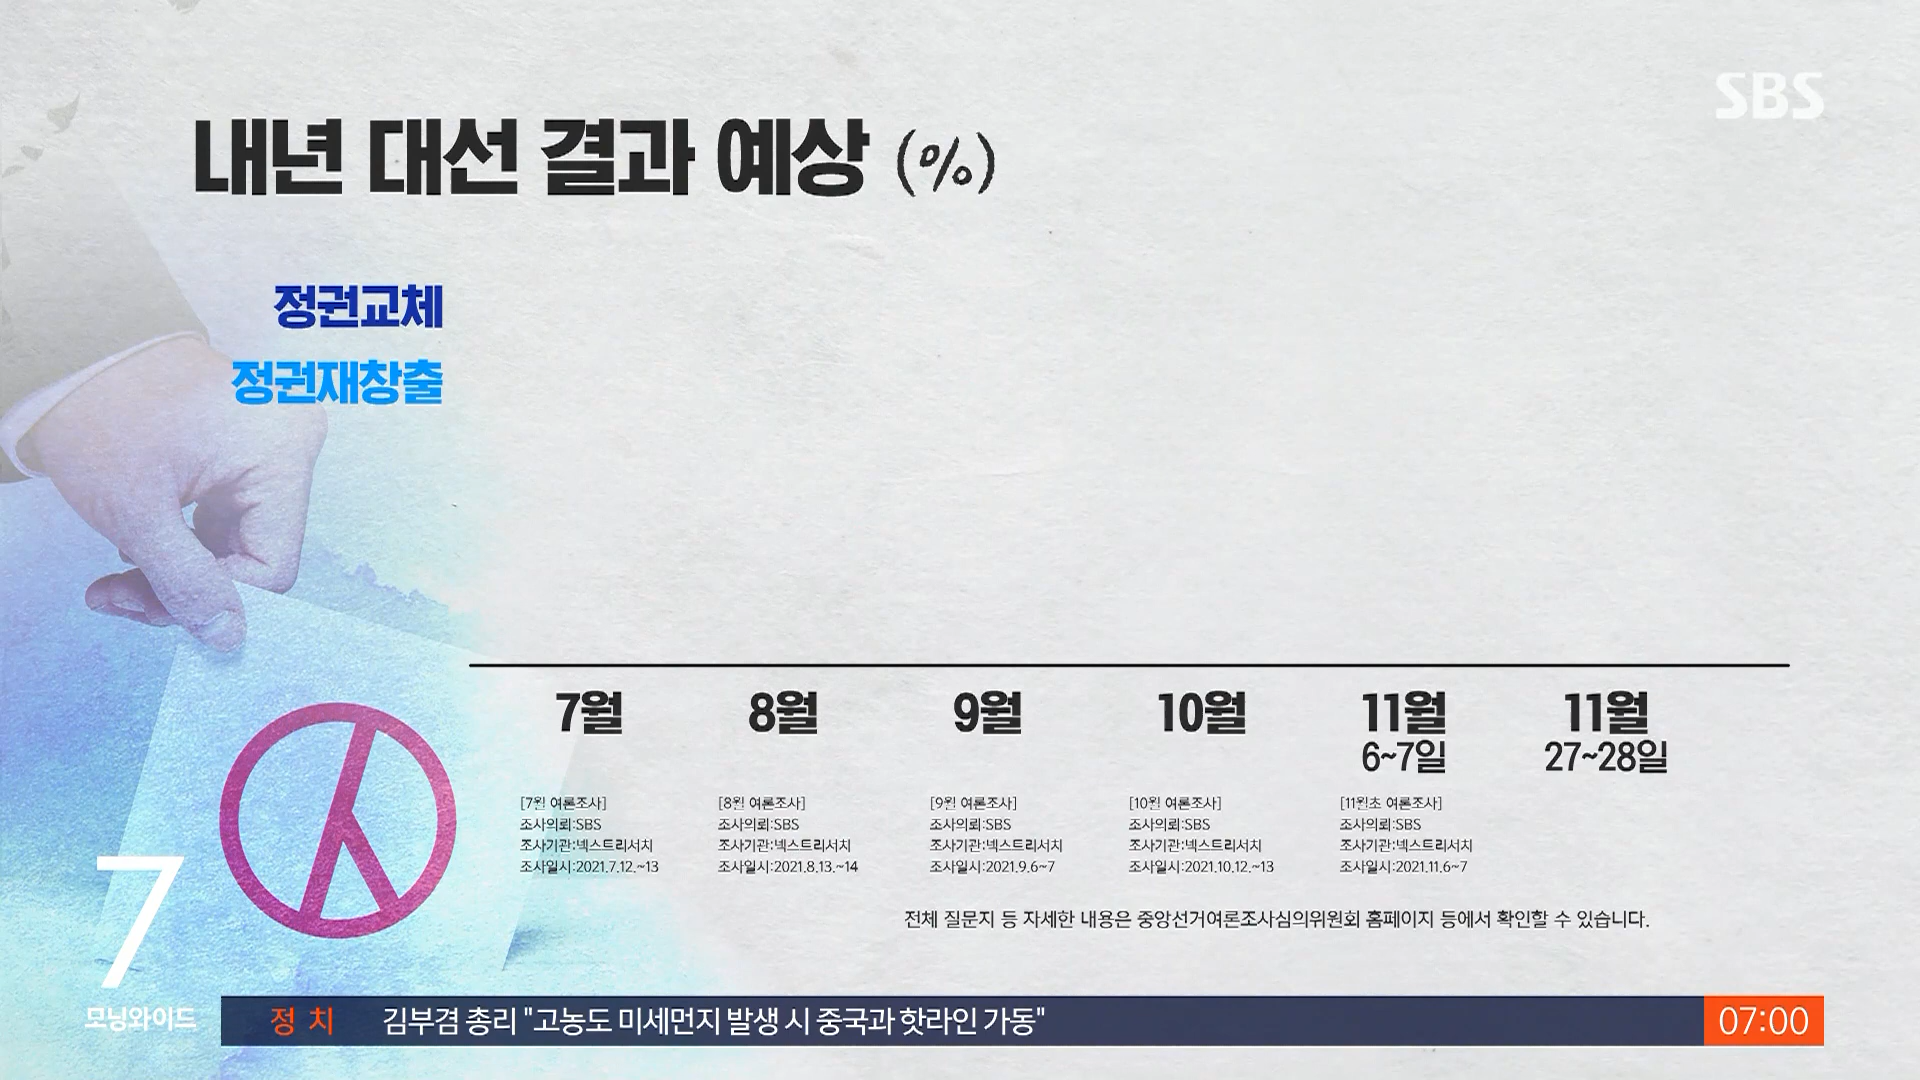 SBS
내년 대선 결과 예상 (%)
정권교체
정권재창출
7월
8월
9월
10월
11월
6~7일
11월
27~28일
[7월 여론조사]
조사의뢰:SBS
조사기관:넥스트리서치
조사일시:2021.7.12.~13
[8월 여론조사]
조사의뢰:SBS
조사기관:넥스트리서치
조사일시:2021.8.13.~14
[9월 여론조사]
조사의뢰:SBS
조사기관:넥스트리서치
조사일시:2021.9.6~7
[10월 여론조사]
조사의뢰:SBS
조사기관:넥스트리서치
조사일시:2021.10.12.~13
[11월초 여론조사]
조사의뢰:SBS
조사기관:넥스트리서치
조사일시:2021.11.6~7
전체 질문지 등 자세한 내용은 중앙선거여론조사심의위원회 홈페이지 등에서 확인할 수 있습니다.
7
모닝와이드
정 치
김부겸 총리 "고농도 미세먼지 발생 시 중국과 핫라인 가동"
07:00